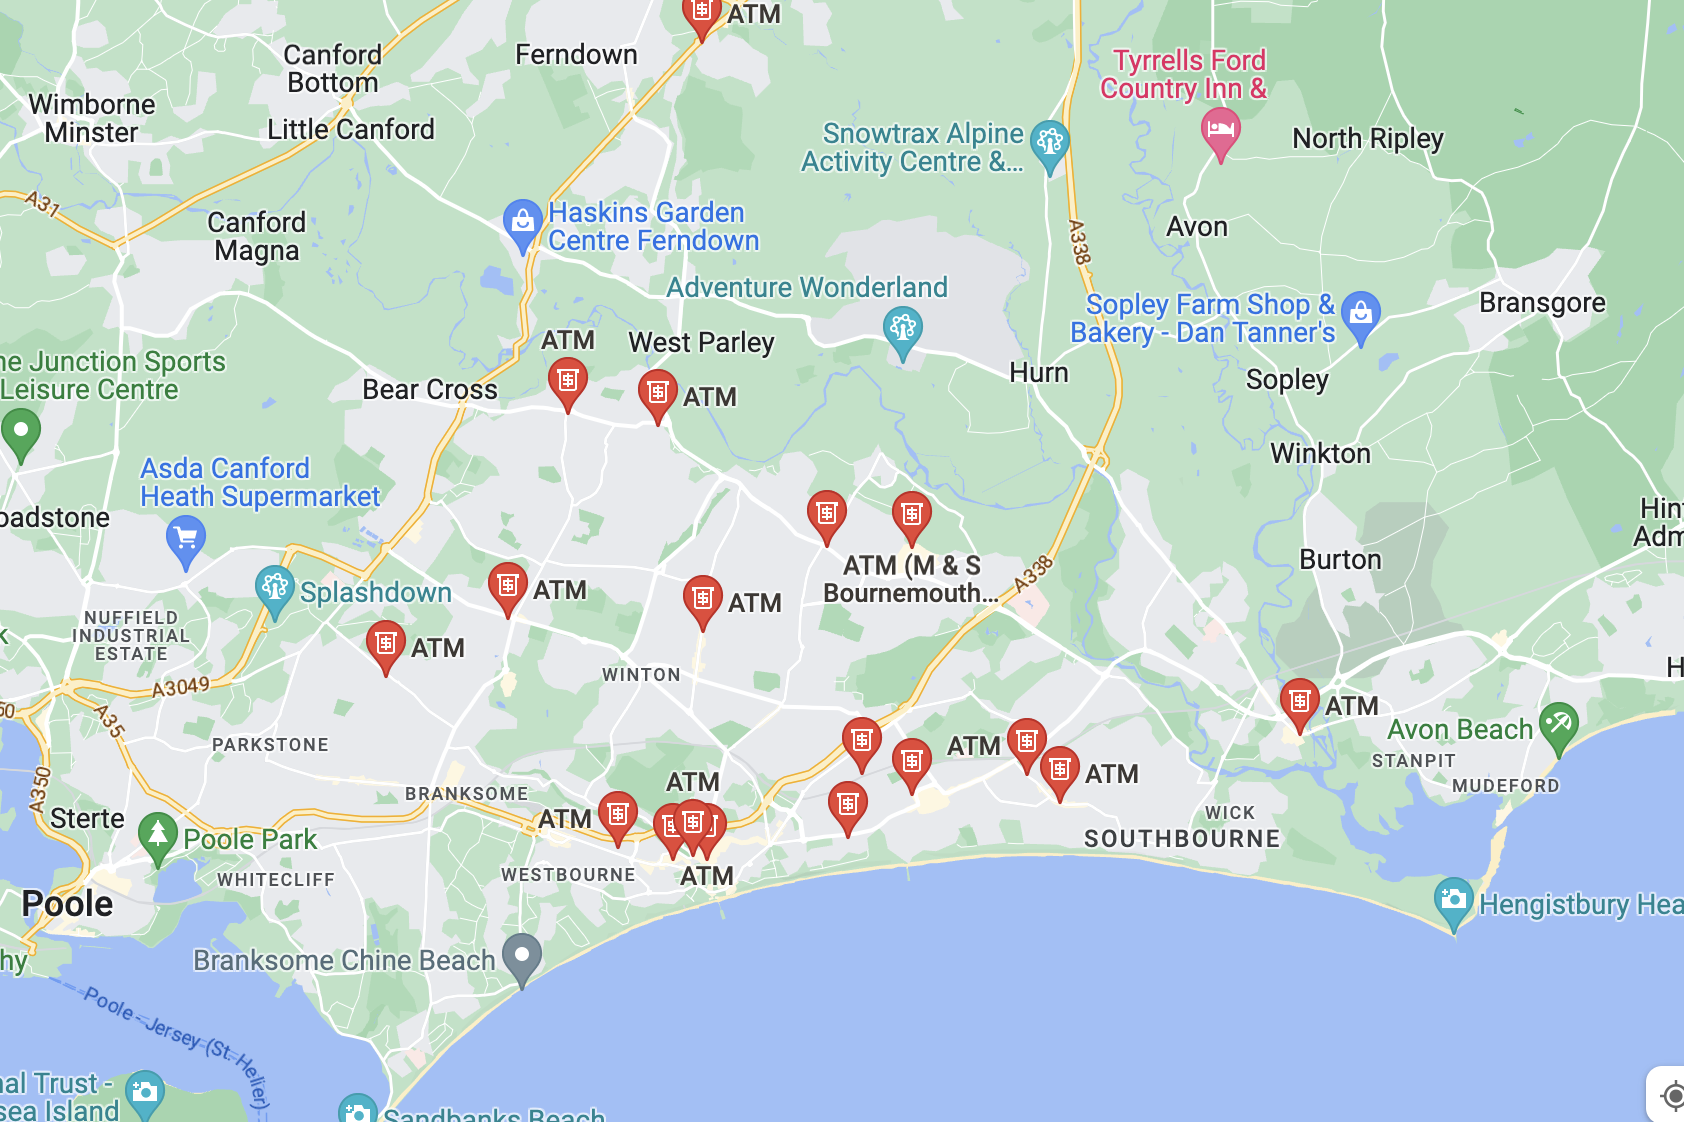 ATM
Canford
Bottom
Ferndown
Tyrrells Ford
Country Inn &
Wimborne
Minster
Little Canford
Snowtrax Alpine
Activity Centre &...
North Ripley
A31
Canford
Magna
Haskins Garden
Centre Ferndown
A338
Avon
Adventure Wonderland
Sopley Farm Shop &
Bakery - Dan Tanner's
Bransgore
ATM
West Parley
ne Junction Sports
Leisure Centre
Bear Cross
ATM
Hurn
Sopley
Asda Canford
Heath Supermarket
Winkton
oadstone
Hin
Adm
ATM (M & S
Bournemouth...
A338
Burton
Splashdown
ATM
ATM
NUFFIELD
INDUSTRIAL
ESTATE
k
ATM
WINTON
H
A3049
50
A35
ATM
Avon Beach
PARKSTONE
ATM
ATM
STANPIT
MUDEFORD
A350
BRANKSOME
ATM
ATM
Sterte
Poole Park
WICK
SOUTHBOURNE
WHITECLIFF
WESTBOURNE
ATM
Poole
Hengistbury Hea
hy
Branksome Chine Beach
Poole - Jersey (St. Helier)
nal Trust -
sea Island
Sandbanks Beach